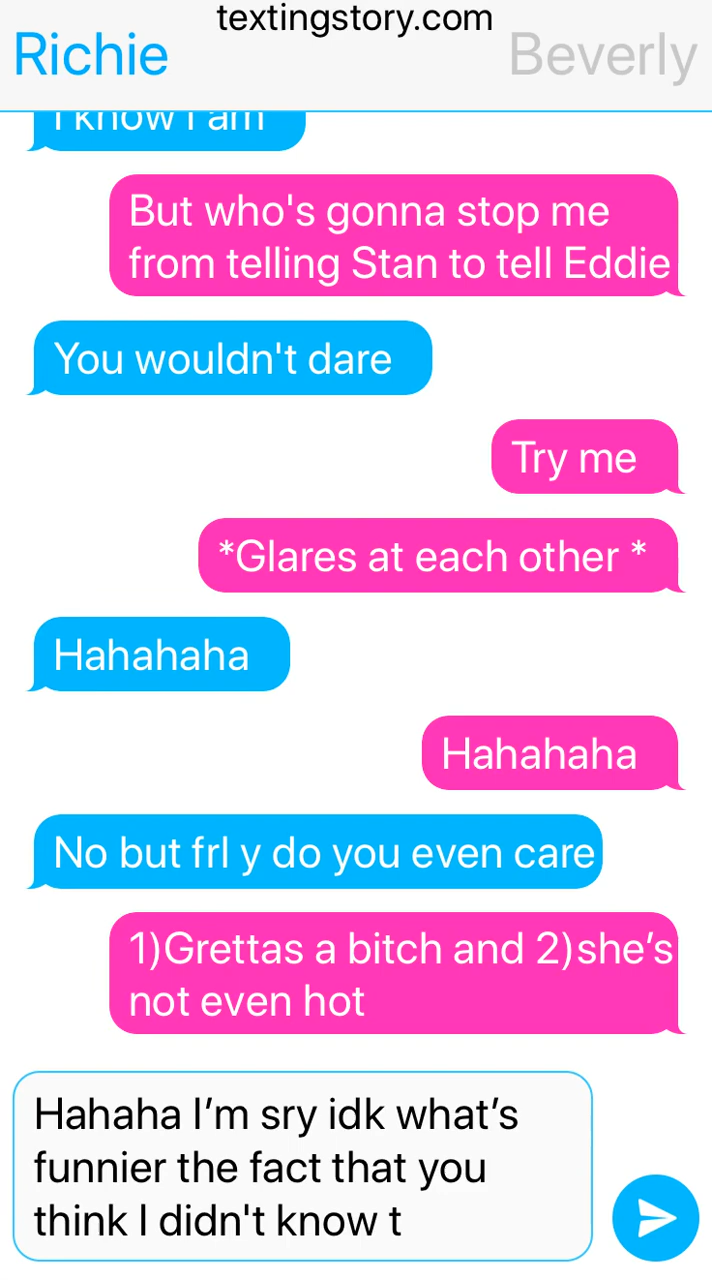 textingstory.com
Richie Beverly
I know I am
But who's gonna stop me
from telling Stan to tell Eddie
You wouldn't dare
Try me
*Glares at each other *
Hahahaha
Hahahaha
No but frl y do you even care
1)Grettas a bitch and 2)she’s
not even hot
Hahaha I’m sry idk what’s
funnier the fact that you
think I didn't know t